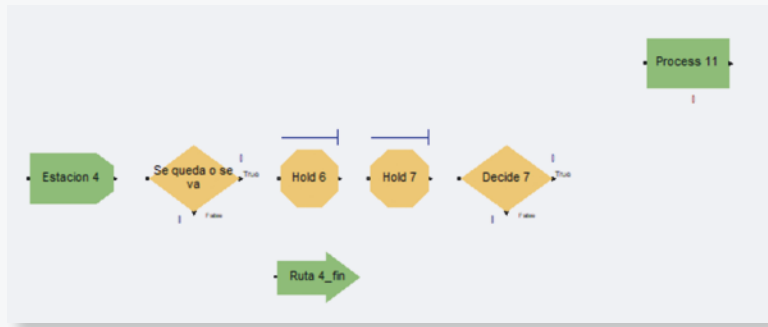 Process 11
Estacion 4
Se queda o se
va
True
False
Hold 6
Hold 7
Decide 7
True
False
Ruta 4_fin